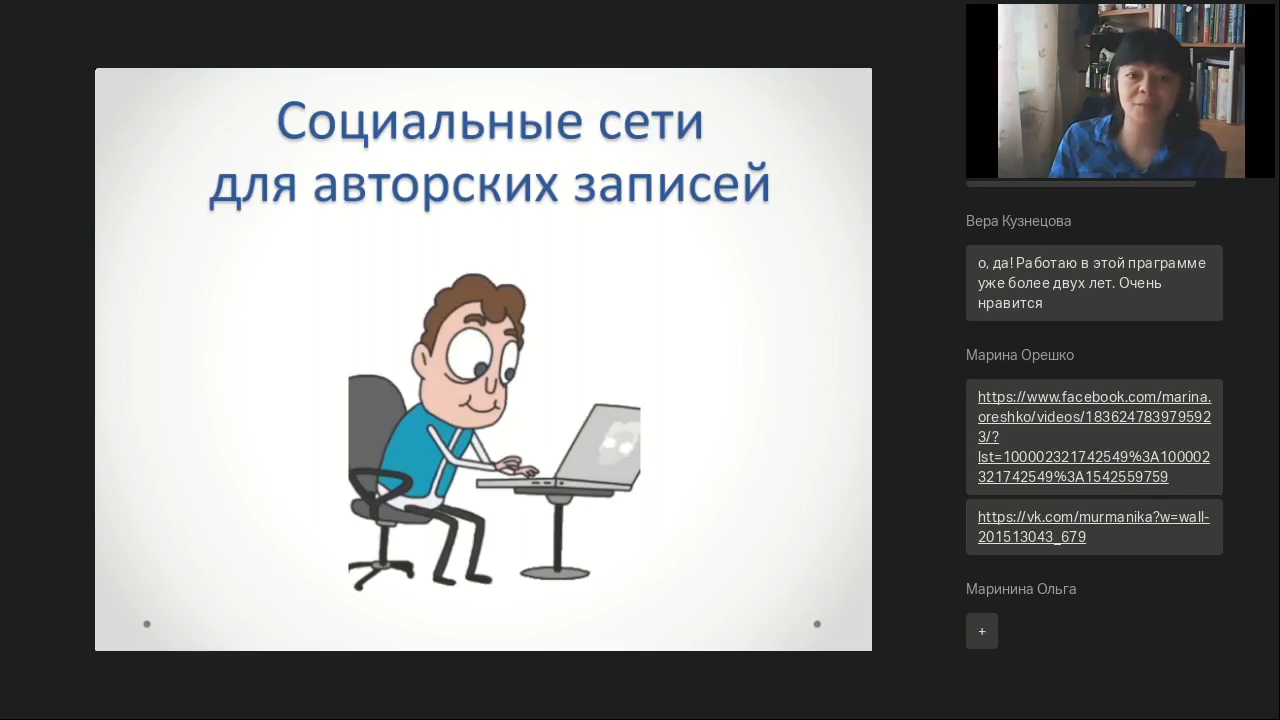 Социальные сети
для авторских записей
Вера Кузнецова
о, да! Работаю в этой праграмме
уже более двух лет. Очень
нравится
Марина Орешко
https://www.facebook.com/marina.
oreshko/videos/183624783979592
3/?
lst=100002321742549%3A100002
321742549%3A1542559759
https://vk.com/murmanika?w=wall-
201513043_679
Маринина Ольга
+